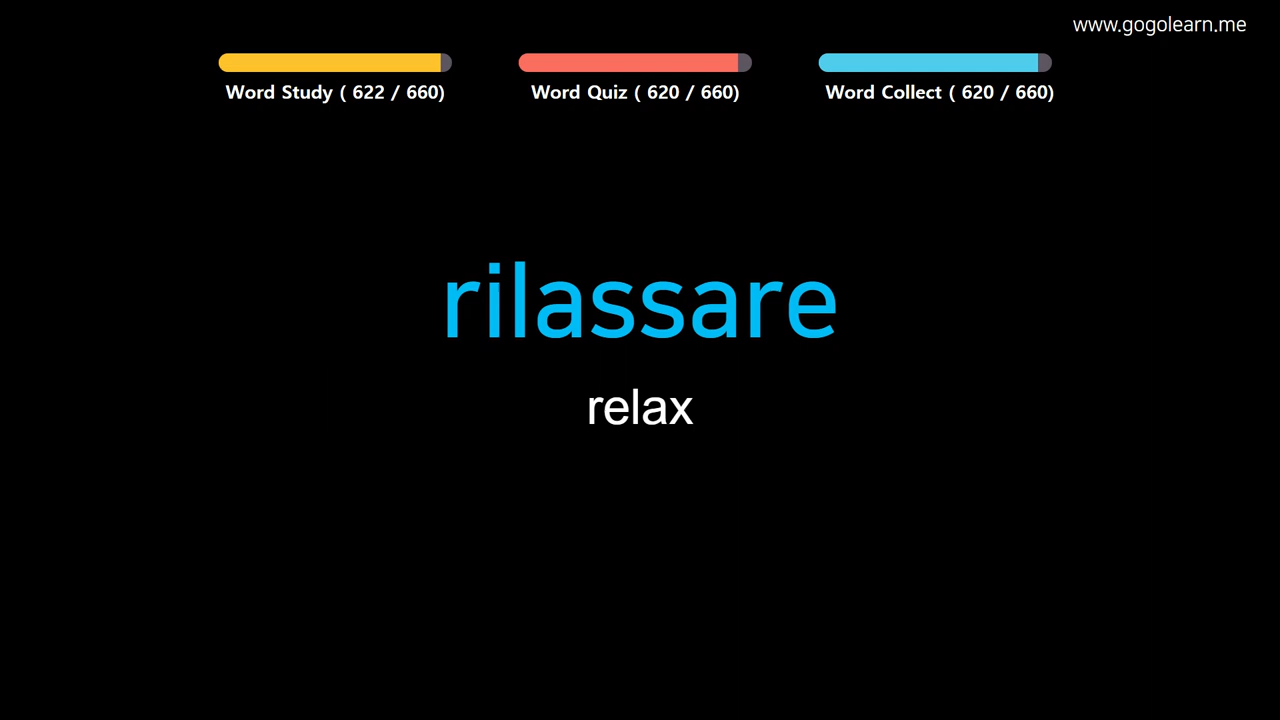 www.gogolearn.me
Word Study ( 622 / 660)
Word Quiz ( 620 / 660)
Word Collect ( 620 / 660)
rilassare
relax